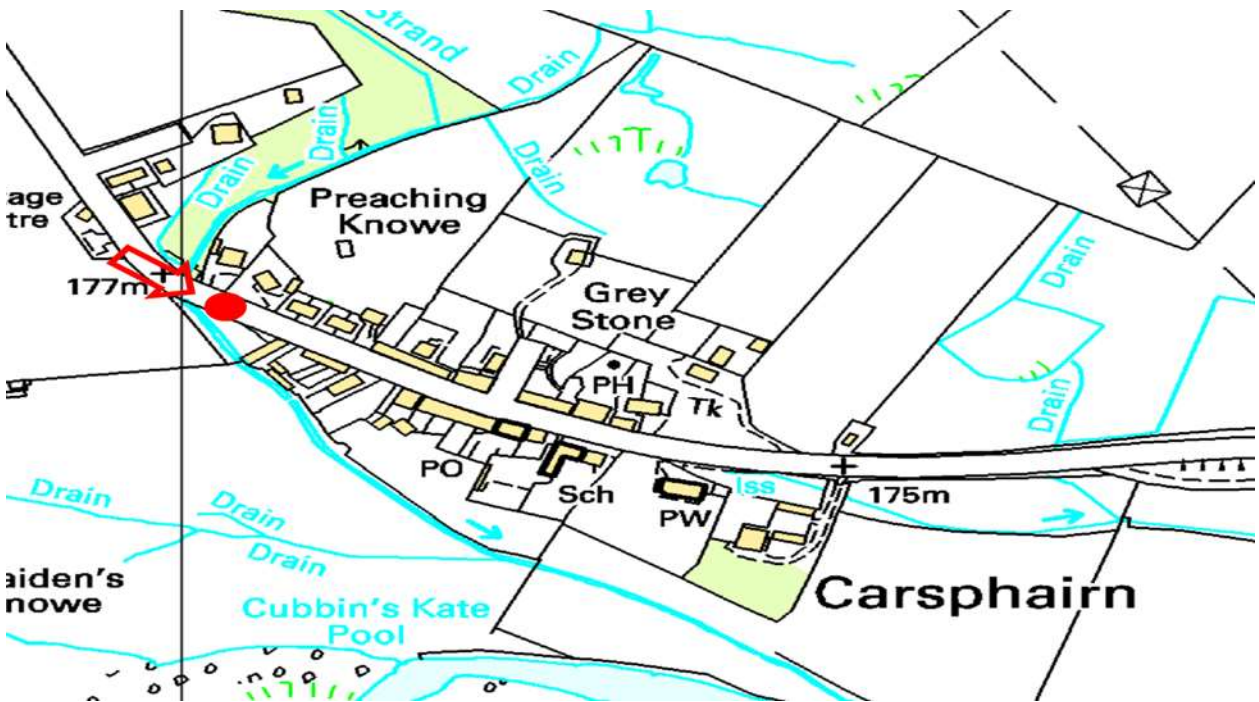 Strand
Drain
Drain
Drain
Drain
Preaching
Knowe
age
tre
177m
Grey
Stone
Drain
PH
Tk
Drain
PO
Sch
Iss
175m
PW
Drain
Drain
Drain
aiden's
nowe
Carsphairn
Cubbin's Kate
Pool